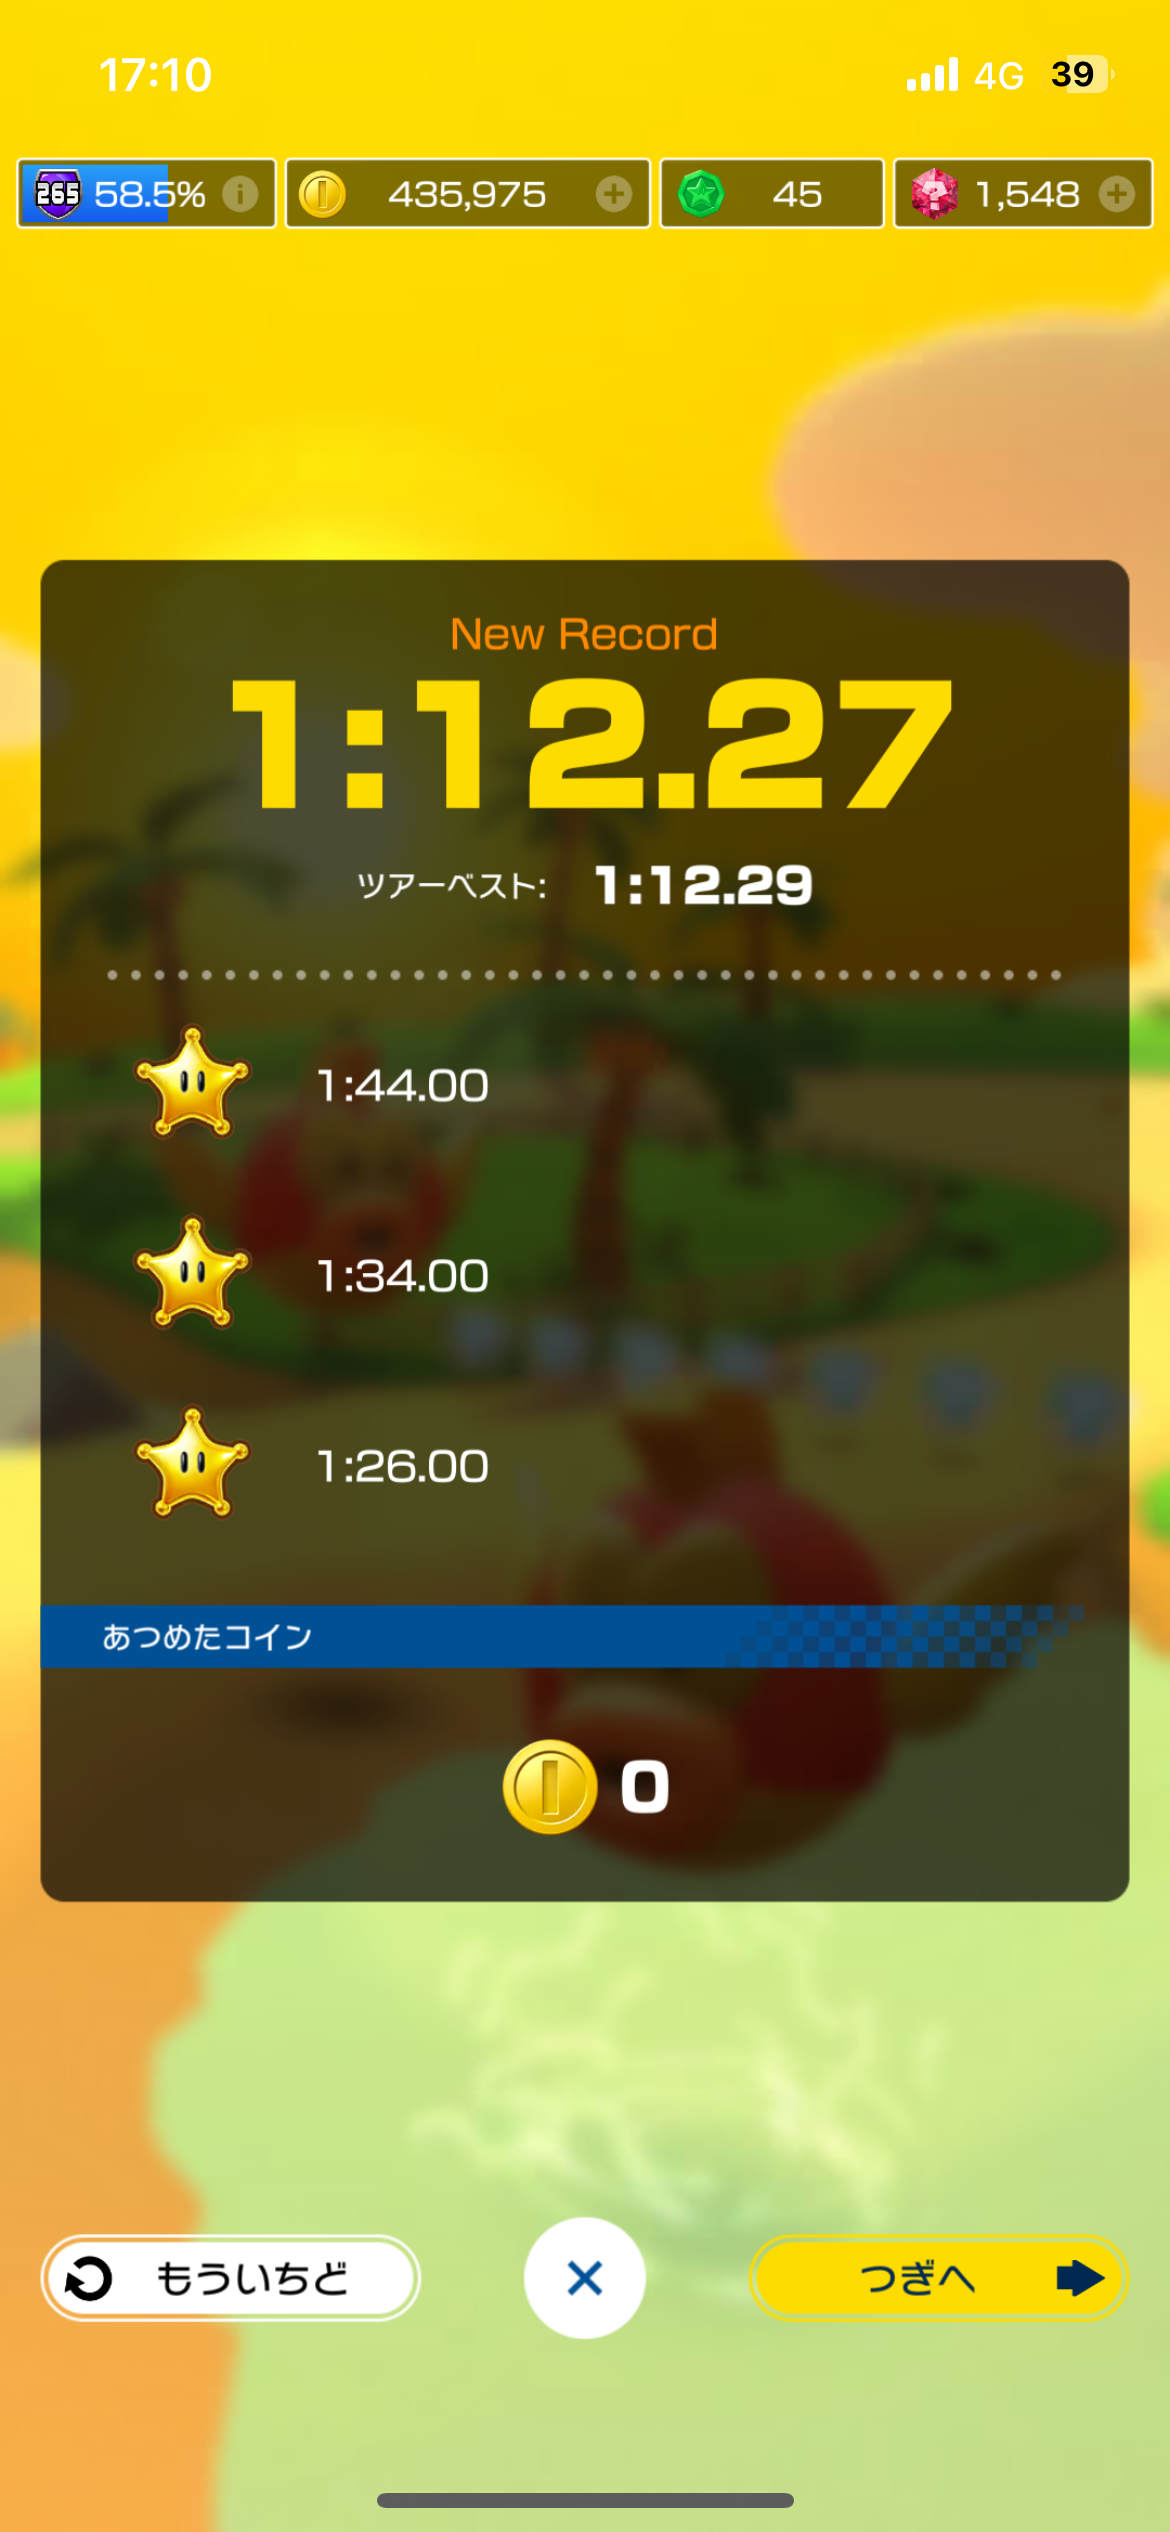 17:10 4G 39
265 58.5% i 435,975 + 45 1,548 +
New Record
1:12.27
ツアーベスト: 1:12.29
1:44.00
1:34.00
1:26.00
あつめたコイン
0
もういちど × つぎへ